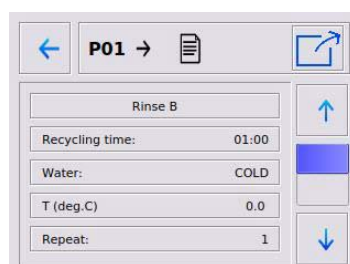 P01 →
Rinse B
Recycling time: 01:00
Water: COLD
T (deg.C) 0.0
Repeat: 1